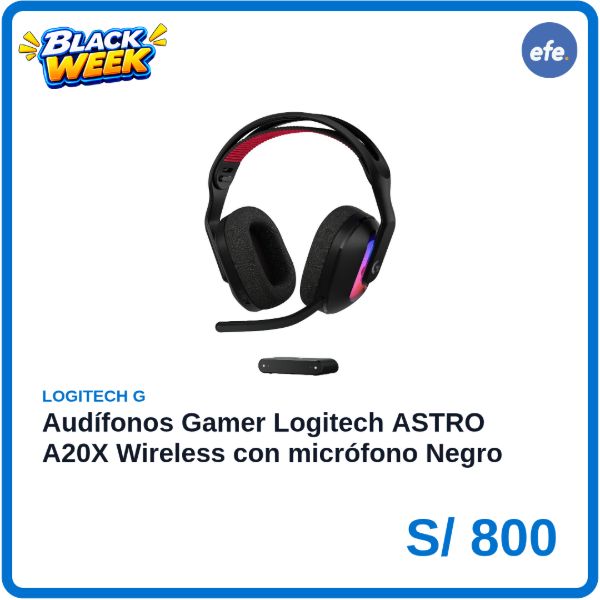 BLACK
WEEK
efe.
LOGITECH G
Audífonos Gamer Logitech ASTRO
A20X Wireless con micrófono Negro
S/ 800